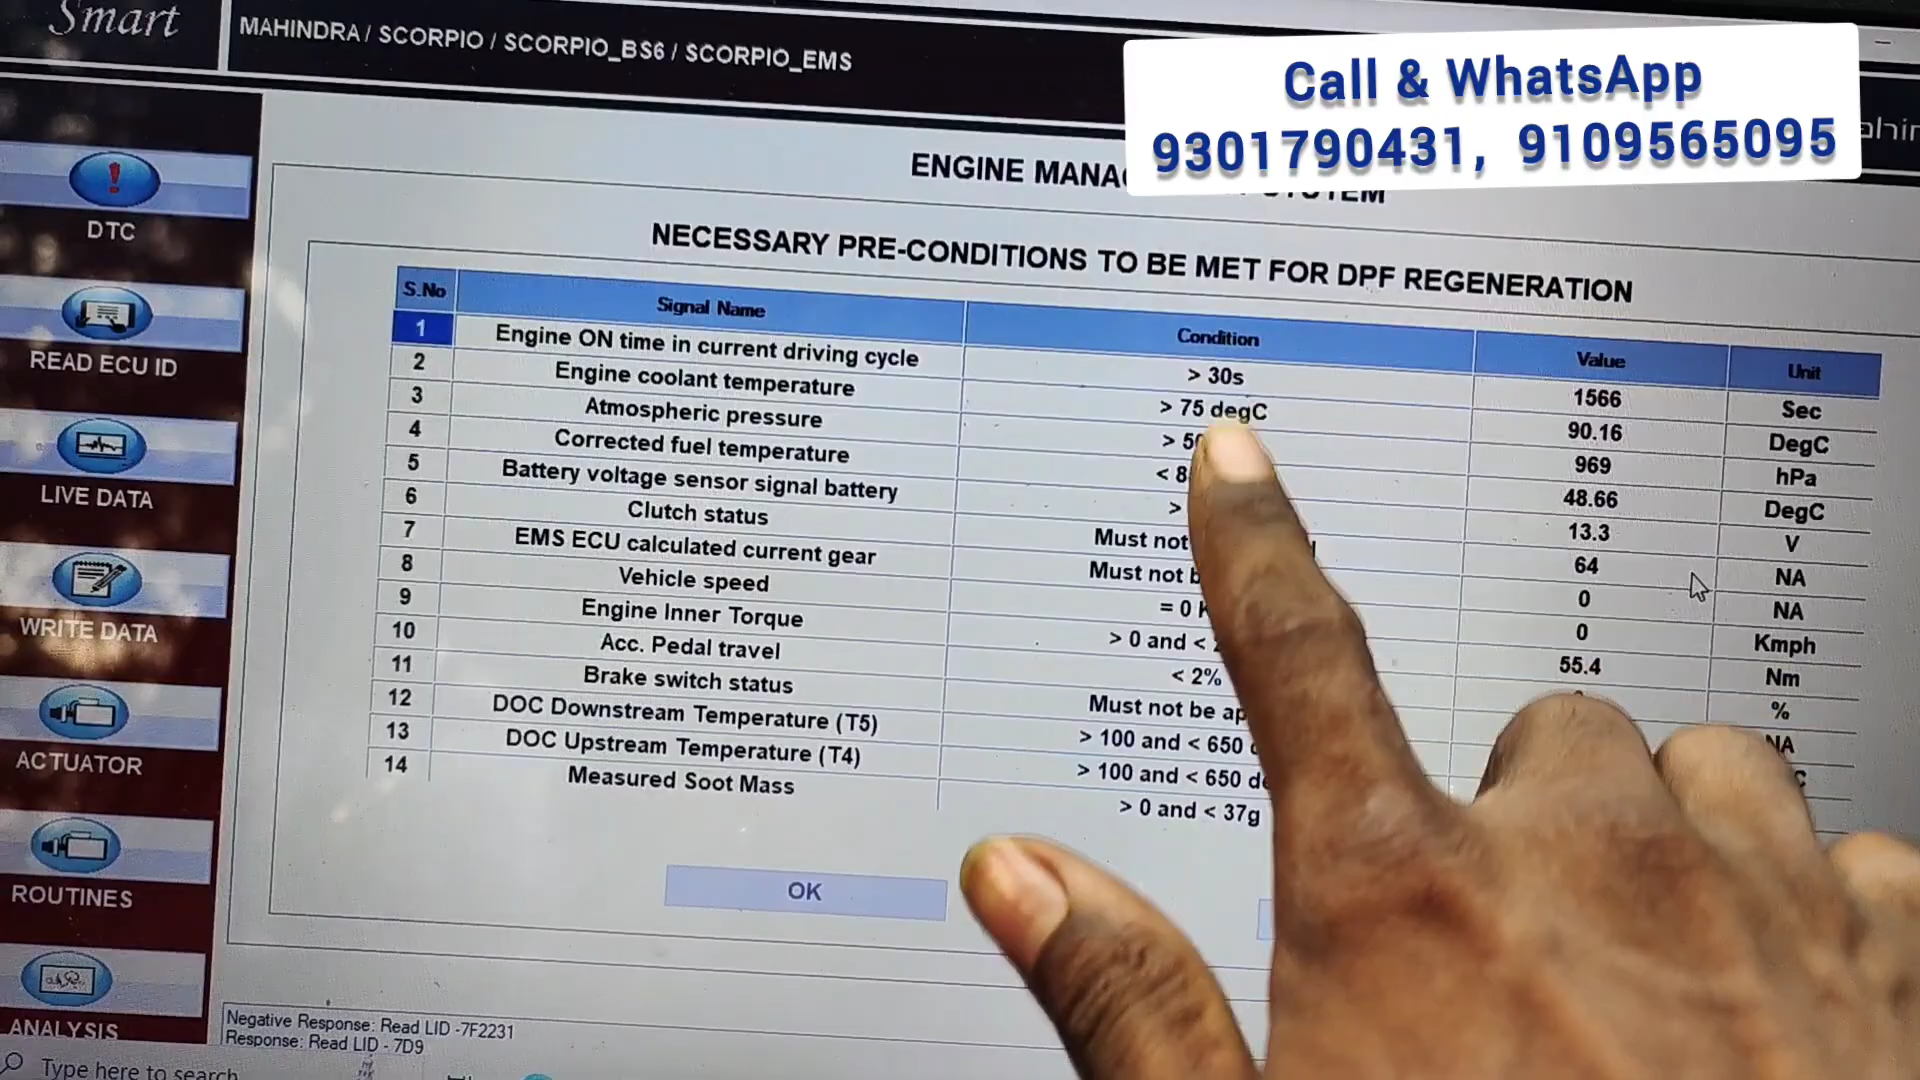 Smart
MAHINDRA / SCORPIO / SCORPIO_BS6 / SCORPIO_EMS
Call & WhatsApp
9301790431, 9109565095
ENGINE
NECESSARY PRE-CONDITIONS TO BE MET FOR DPF REGENERATION
S.No Signal Name Condition Value Unit
1 Engine ON time in current driving cycle > 30s 1566 Sec
2 Engine coolant temperature > 75 degC 90.16 DegC
3 Atmospheric pressure > 969 hPa
4 Corrected fuel temperature < 48.66 DegC
5 Battery voltage sensor signal battery > 13.3 V
6 Clutch status Must not 64 NA
7 EMS ECU calculated current gear Must not 0 NA
8 Vehicle speed = 0 0 Kmph
9 Engine Inner Torque > 0 and < 55.4 Nm
10 Acc. Pedal travel < 2% %
11 Brake switch status Must not be NA
12 DOC Downstream Temperature (T5) > 100 and < 650
13 DOC Upstream Temperature (T4) > 100 and < 650
14 Measured Soot Mass > 0 and < 37g
OK
DTC
READ ECU ID
LIVE DATA
WRITE DATA
ACTUATOR
ROUTINES
ANALYSIS
Negative Response: Read LID -7F2231
Response: Read LID - 7D9
Type here to search